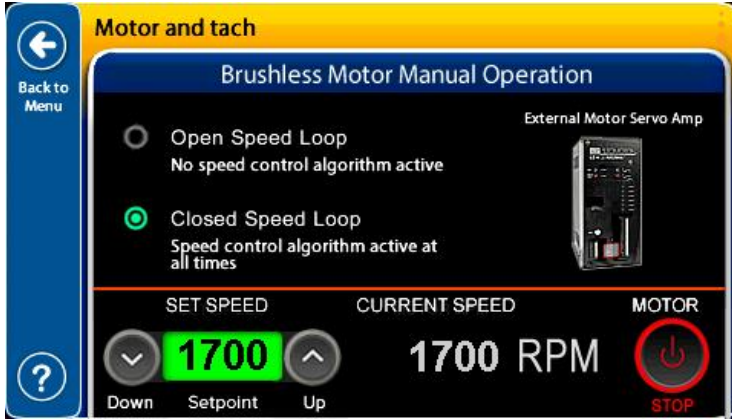 Motor and tach
Back to
Menu
Brushless Motor Manual Operation
External Motor Servo Amp
Open Speed Loop
No speed control algorithm active
Closed Speed Loop
Speed control algorithm active at
all times
SET SPEED CURRENT SPEED MOTOR
1700 1700 RPM
?
Down Setpoint Up STOP